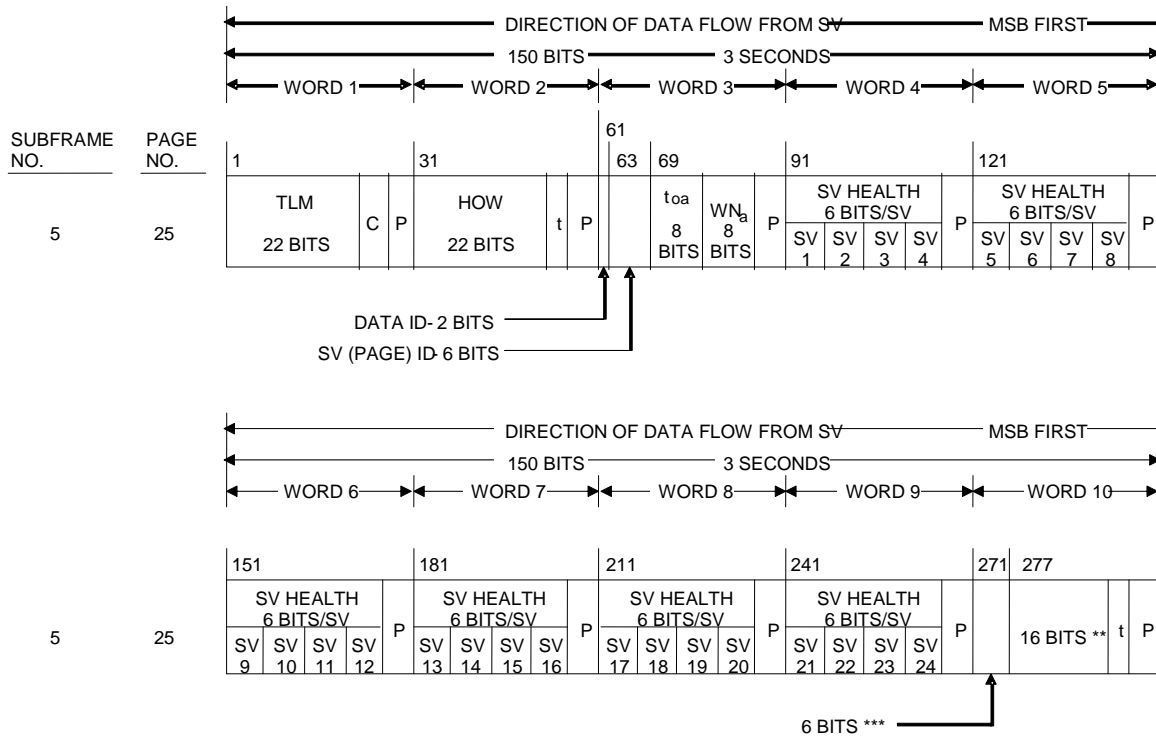 DIRECTION OF DATA FLOW FROM SV MSB FIRST
150 BITS 3 SECONDS
WORD 1 WORD 2 WORD 3 WORD 4 WORD 5
SUBFRAME NO. PAGE NO.
1 31 61 63 69 91 121
5 25
TLM 22 BITS C P
HOW 22 BITS t P
toa 8 BITS WNa 8 BITS P
SV HEALTH 6 BITS/SV P
SV 1 SV 2 SV 3 SV 4
SV HEALTH 6 BITS/SV P
SV 5 SV 6 SV 7 SV 8
DATA ID- 2 BITS
SV (PAGE) ID- 6 BITS
DIRECTION OF DATA FLOW FROM SV MSB FIRST
150 BITS 3 SECONDS
WORD 6 WORD 7 WORD 8 WORD 9 WORD 10
151 181 211 241 271 277
5 25
SV HEALTH 6 BITS/SV P
SV 9 SV 10 SV 11 SV 12
SV HEALTH 6 BITS/SV P
SV 13 SV 14 SV 15 SV 16
SV HEALTH 6 BITS/SV P
SV 17 SV 18 SV 19 SV 20
SV HEALTH 6 BITS/SV P
SV 21 SV 22 SV 23 SV 24
16 BITS ** t P
6 BITS ***